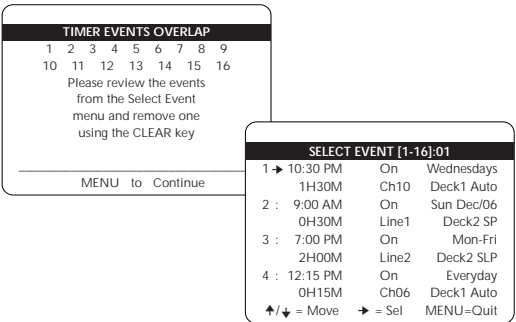 TIMER EVENTS OVERLAP
1 2 3 4 5 6 7 8 9
10 11 12 13 14 15 16
Please review the events
from the Select Event
menu and remove one
using the CLEAR key
MENU to Continue
SELECT EVENT [1-16]:01
1 → 10:30 PM On Wednesdays
1H30M Ch10 Deck1 Auto
2 : 9:00 AM On Sun Dec/06
0H30M Line1 Deck2 SP
3 : 7:00 PM On Mon-Fri
2H00M Line2 Deck2 SLP
4 : 12:15 PM On Everyday
0H15M Ch06 Deck1 Auto
↑/↓ = Move → = Sel MENU=Quit